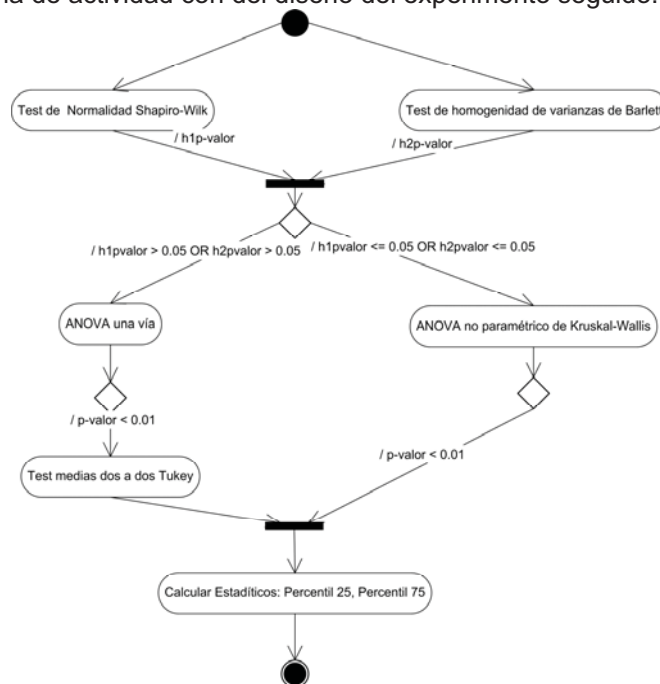 de actividad con del diseño del experimento seguido.
Test de Normalidad Shapiro-Wilk
Test de homogenidad de varianzas de Barlett
/ h1p-valor
/ h2p-valor
/ h1pvalor > 0.05 OR h2pvalor > 0.05
/ h1pvalor <= 0.05 OR h2pvalor <= 0.05
ANOVA una vía
ANOVA no paramétrico de Kruskal-Wallis
/ p-valor < 0.01
/ p-valor < 0.01
Test medias dos a dos Tukey
Calcular Estadíticos: Percentil 25, Percentil 75